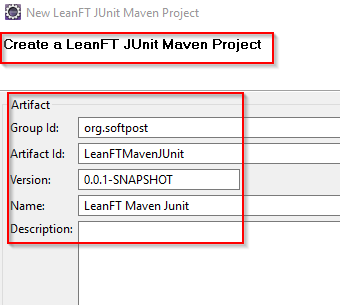 New LeanFT JUnit Maven Project
Create a LeanFT JUnit Maven Project
Artifact
Group Id: org.softpost
Artifact Id: LeanFTMavenJUnit
Version: 0.0.1-SNAPSHOT
Name: LeanFT Maven Junit
Description: